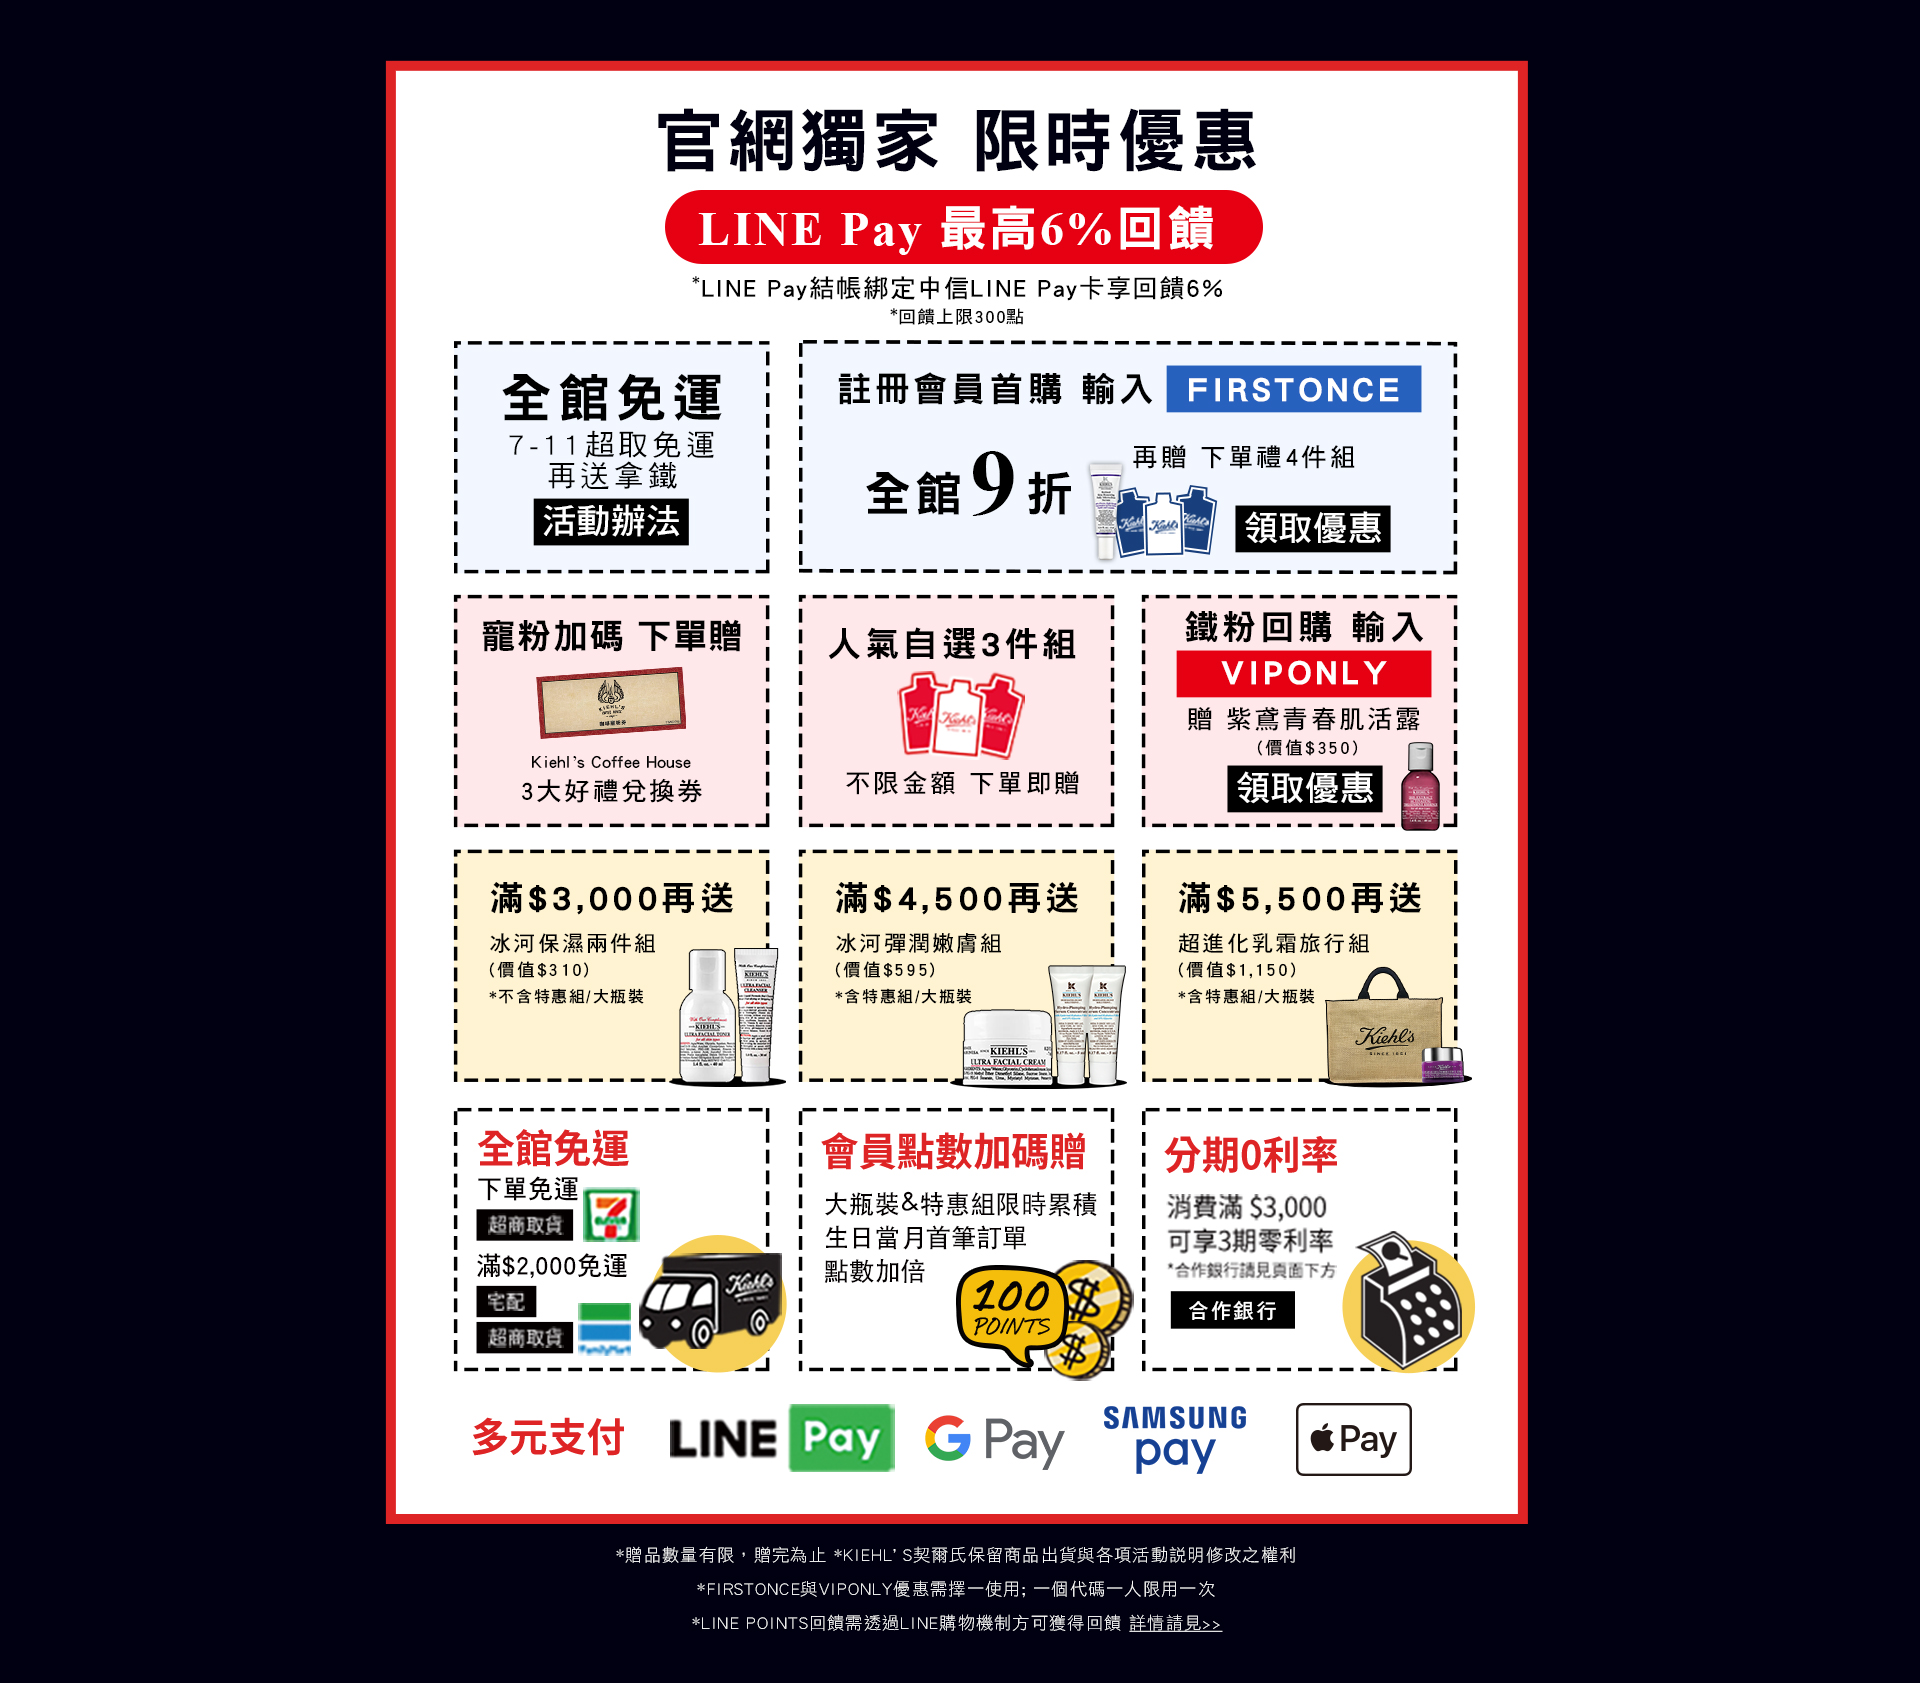 官網獨家 限時優惠
LINE Pay 最高6%回饋
*LINE Pay結帳綁定中信LINE Pay卡享回饋6%
*回饋上限300點
全館免運
7-11超取免運
再送拿鐵
活動辦法
註冊會員首購 輸入 FIRSTONCE
全館9折
再贈 下單禮4件組
領取優惠
寵粉加碼 下單贈
Kiehl's Coffee House
3大好禮兌換券
人氣自選3件組
Kiehl's
不限金額 下單即贈
鐵粉回購 輸入
VIPONLY
贈 紫鳶青春肌活露
(價值$350)
領取優惠
滿$3,000再送
冰河保濕兩件組
(價值$310)
*不含特惠組/大瓶裝
KIEHL'S
ULTRA FACIAL
CLEANSER
KIEHL'S
ULTRA FACIAL TONER
滿$4,500再送
冰河彈潤嫩膚組
(價值$595)
*含特惠組/大瓶裝
KIEHL'S
KIEHL'S
KIEHL'S
ULTRA FACIAL CREAM
滿$5,500再送
超進化乳霜旅行組
(價值$1,150)
*含特惠組/大瓶裝
Kiehl's
SINCE 1851
全館免運
下單免運
超商取貨
滿$2,000免運
宅配
超商取貨
FamilyMart
Kiehl's
會員點數加碼贈
大瓶裝&特惠組限時累積
生日當月首筆訂單
點數加倍
100
POINTS
分期0利率
消費滿 $3,000
可享3期零利率
*合作銀行請見頁面下方
合作銀行
多元支付
LINE Pay
G Pay
SAMSUNG
pay
Pay
*贈品數量有限，贈完為止 *KIEHL'S契爾氏保留商品出貨與各項活動說明修改之權利
*FIRSTONCE與VIPONLY優惠需擇一使用; 一個代碼一人限用一次
*LINE POINTS回饋需透過LINE購物機制方可獲得回饋 詳情請見>>